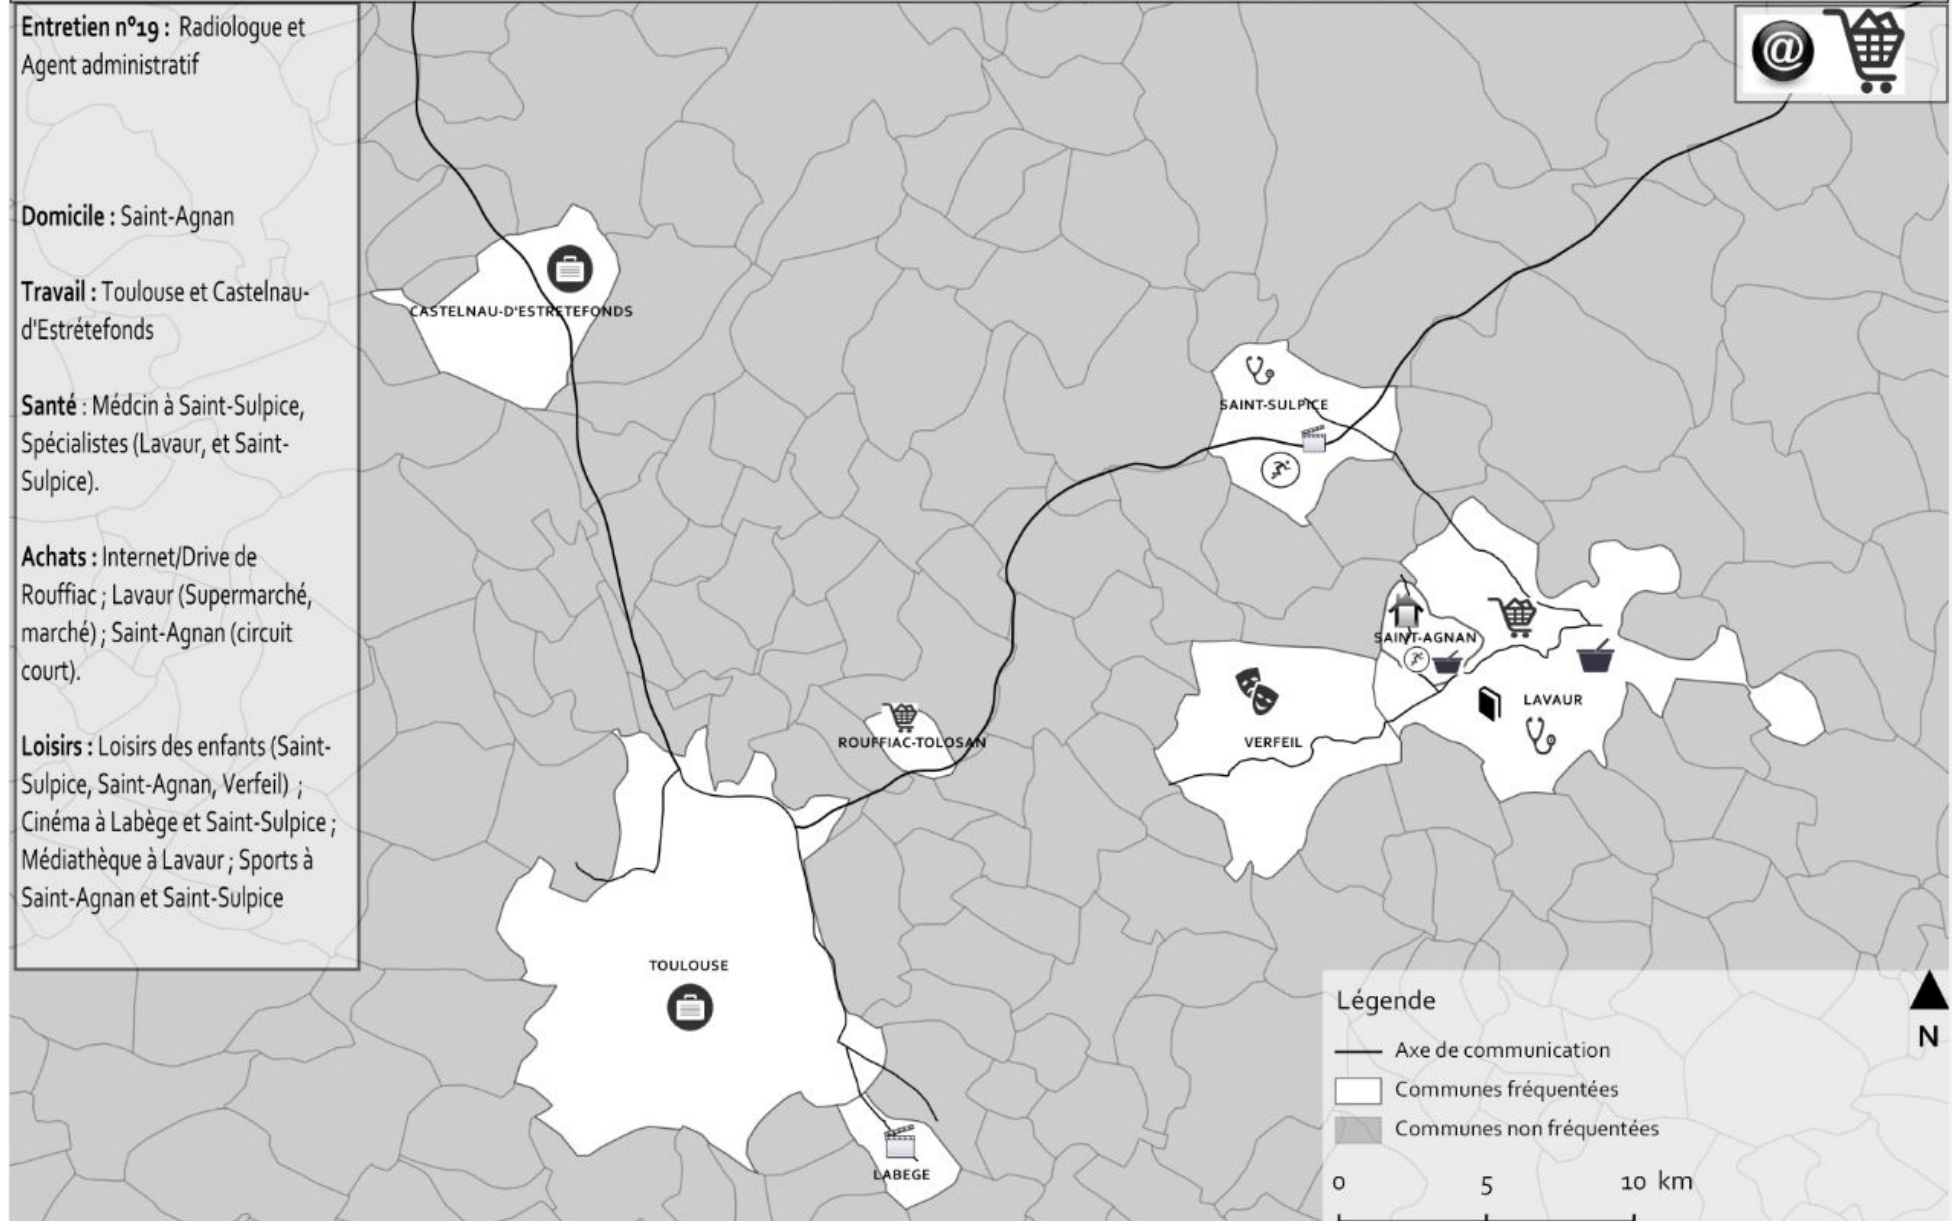 Entretien n°19 : Radiologue et
Agent administratif
Domicile : Saint-Agnan
Travail : Toulouse et Castelnau-
d'Estrétefonds
Santé : Médcin à Saint-Sulpice,
Spécialistes (Lavaur, et Saint-
Sulpice).
Achats : Internet/Drive de
Rouffiac ; Lavaur (Supermarché,
marché) ; Saint-Agnan (circuit
court).
Loisirs : Loisirs des enfants (Saint-
Sulpice, Saint-Agnan, Verfeil) ;
Cinéma à Labège et Saint-Sulpice ;
Médiathèque à Lavaur ; Sports à
Saint-Agnan et Saint-Sulpice
@
CASTELNAU-D'ESTRETEFONDS
SAINT-SULPICE
SAINT-AGNAN
LAVAUR
VERFEIL
ROUFFIAC-TOLOSAN
TOULOUSE
LABEGE
Légende
Axe de communication
Communes fréquentées
Communes non fréquentées
0 5 10 km
N